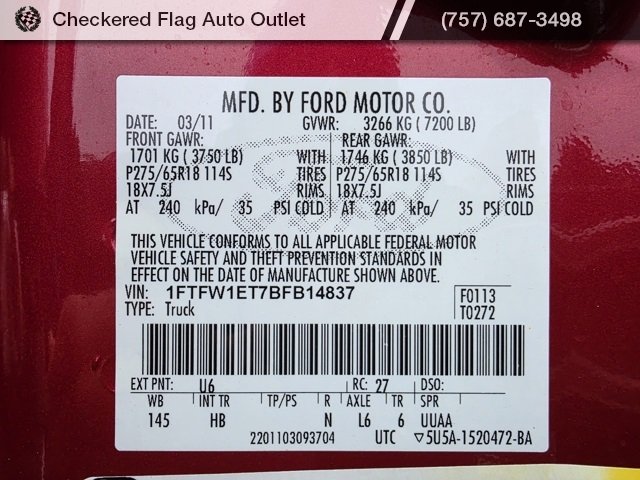 Checkered Flag Auto Outlet
(757) 687-3498
MFD. BY FORD MOTOR CO.
DATE: 03/11 GVWR: 3266 KG ( 7200 LB)
FRONT GAWR: REAR GAWR:
1701 KG ( 3750 LB) WITH 1746 KG ( 3850 LB) WITH
P275/65R18 114S TIRES P275/65R18 114S TIRES
18X7.5J RIMS 18X7.5J RIMS
AT 240 kPa/ 35 PSI COLD AT 240 kPa/ 35 PSI COLD
THIS VEHICLE CONFORMS TO ALL APPLICABLE FEDERAL MOTOR
VEHICLE SAFETY AND THEFT PREVENTION STANDARDS IN
EFFECT ON THE DATE OF MANUFACTURE SHOWN ABOVE.
VIN: 1FTFW1ET7BFB14837 F0113
TYPE: Truck T0272
EXT PNT: U6 RC: 27 DSO:
WB INT TR TP/PS R AXLE TR SPR
145 HB N L6 6 UUAA
2201103093704 UTC ▽5U5A-1520472-BA